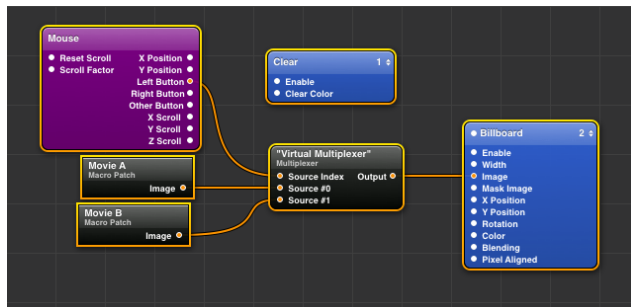 Mouse
Reset Scroll X Position
Scroll Factor Y Position
Left Button
Right Button
Other Button
X Scroll
Y Scroll
Z Scroll
Clear 1
Enable
Clear Color
Movie A
Macro Patch
Image
Movie B
Macro Patch
Image
"Virtual Multiplexer"
Multiplexer
Source Index Output
Source #0
Source #1
Billboard 2
Enable
Width
Image
Mask Image
X Position
Y Position
Rotation
Color
Blending
Pixel Aligned